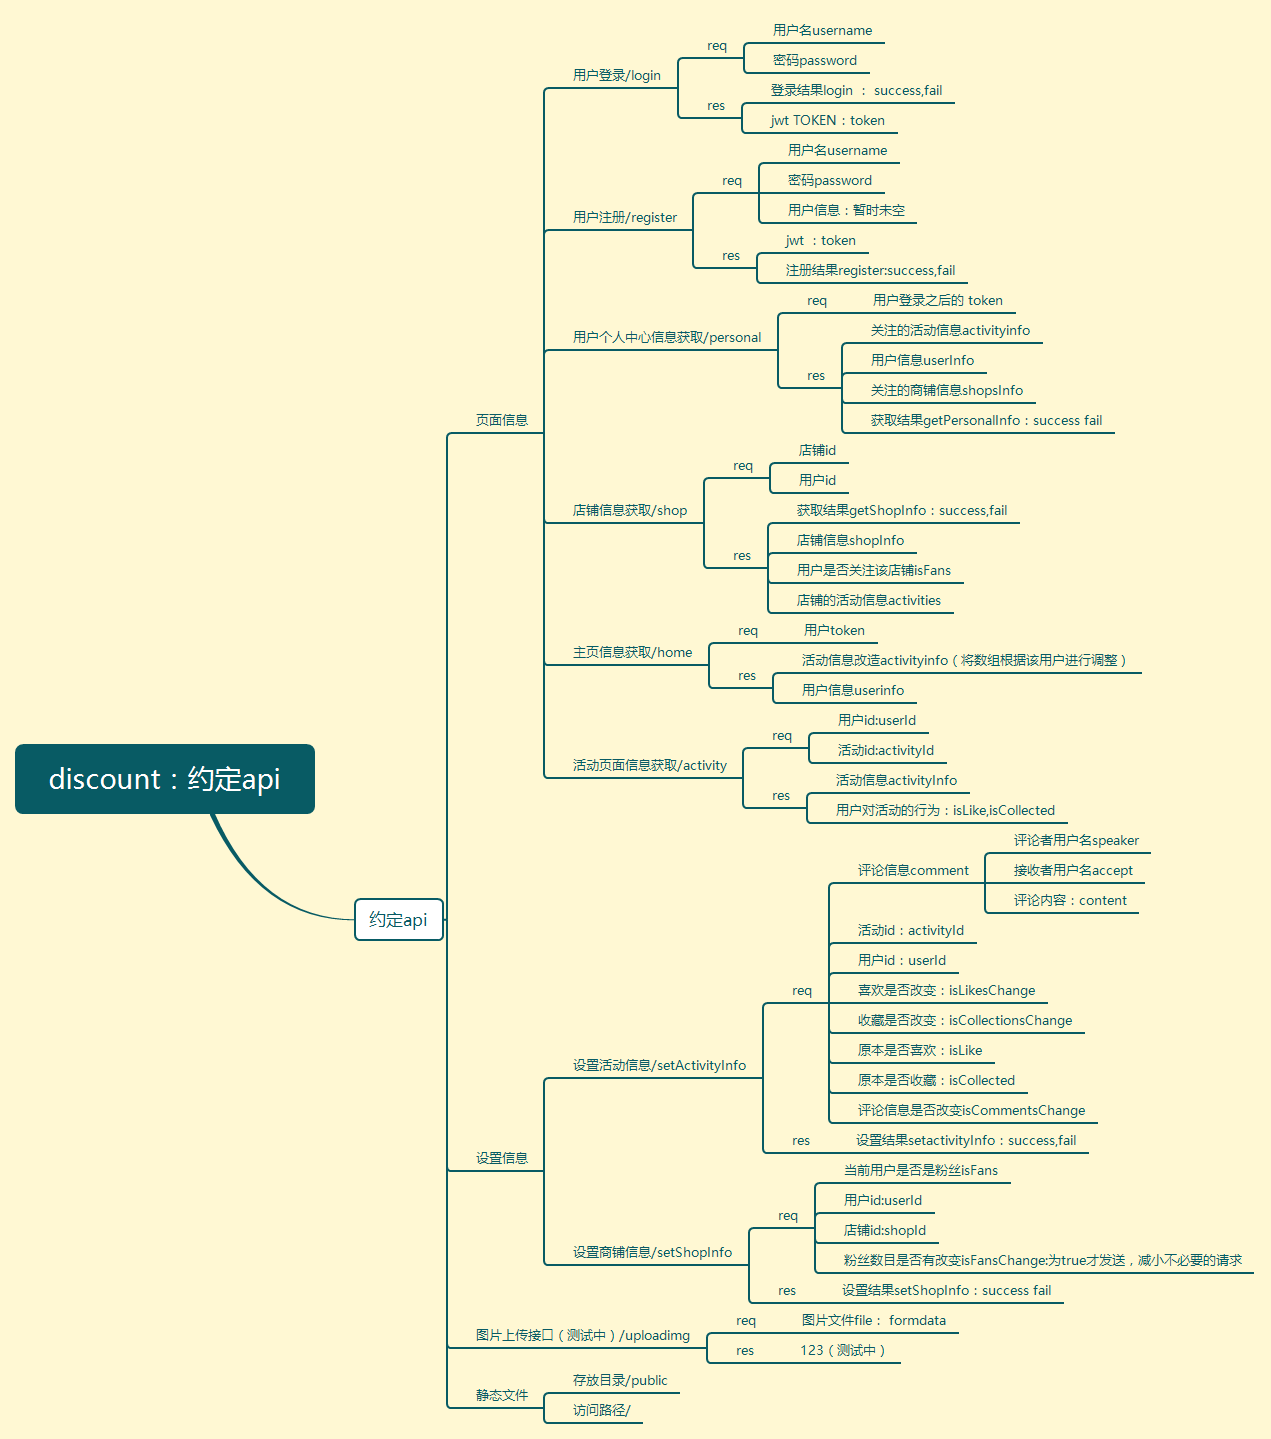 discount：约定api
约定api
页面信息
用户登录/login
req
用户名username
密码password
res
登录结果login ： success,fail
jwt TOKEN：token
用户注册/register
req
用户名username
密码password
用户信息：暂时未空
res
jwt ：token
注册结果register:success,fail
用户个人中心信息获取/personal
req
用户登录之后的 token
res
关注的活动信息activityinfo
用户信息userInfo
关注的商铺信息shopsInfo
获取结果getPersonalInfo：success fail
店铺信息获取/shop
req
店铺id
用户id
res
获取结果getShopInfo：success,fail
店铺信息shopInfo
用户是否关注该店铺isFans
店铺的活动信息activities
主页信息获取/home
req
用户token
res
活动信息改造activityinfo（将数组根据该用户进行调整）
用户信息userinfo
活动页面信息获取/activity
req
用户id:userId
活动id:activityId
res
活动信息activityInfo
用户对活动的行为：isLike,isCollected
设置信息
设置活动信息/setActivityInfo
req
评论信息comment
评论者用户名speaker
接收者用户名accept
评论内容：content
活动id：activityId
用户id：userId
喜欢是否改变：isLikesChange
收藏是否改变：isCollectionsChange
原本是否喜欢：isLike
原本是否收藏：isCollected
评论信息是否改变isCommentsChange
res
设置结果setactivityInfo：success,fail
设置商铺信息/setShopInfo
req
当前用户是否是粉丝isFans
用户id:userId
店铺id:shopId
粉丝数目是否有改变isFansChange:为true才发送，减小不必要的请求
res
设置结果setShopInfo：success fail
图片上传接口（测试中）/uploadimg
req
图片文件file： formdata
res
123（测试中）
静态文件
存放目录/public
访问路径/